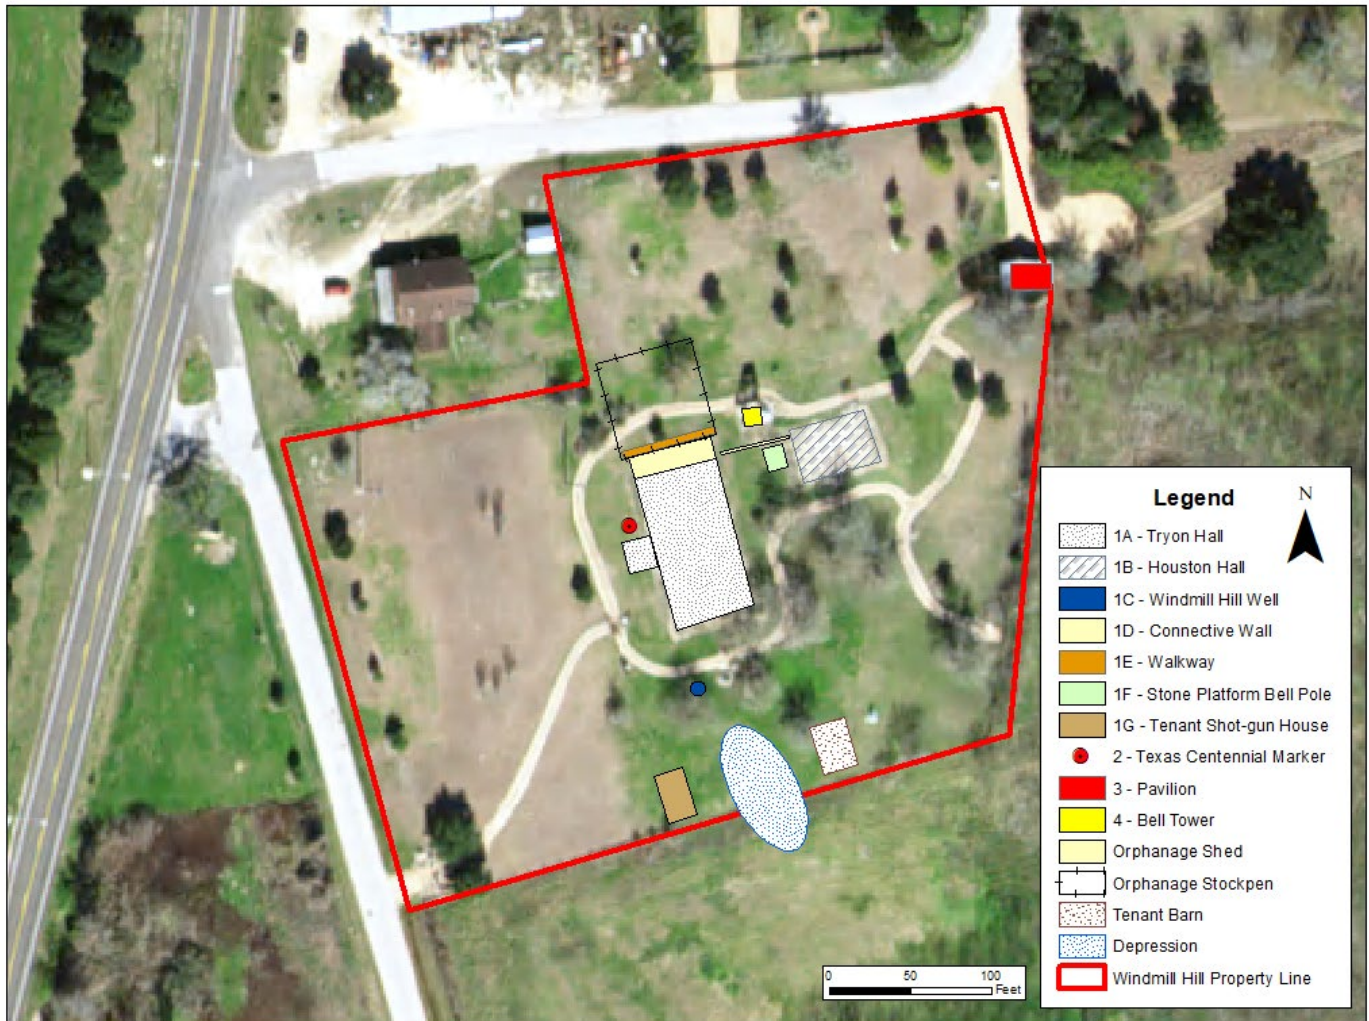 Legend
N
1A - Tryon Hall
1B - Houston Hall
1C - Windmill Hill Well
1D - Connective Wall
1E - Walkway
1F - Stone Platform Bell Pole
1G - Tenant Shot-gun House
2 - Texas Centennial Marker
3 - Pavilion
4 - Bell Tower
Orphanage Shed
Orphanage Stockpen
Tenant Barn
Depression
Windmill Hill Property Line
0 50 100
Feet